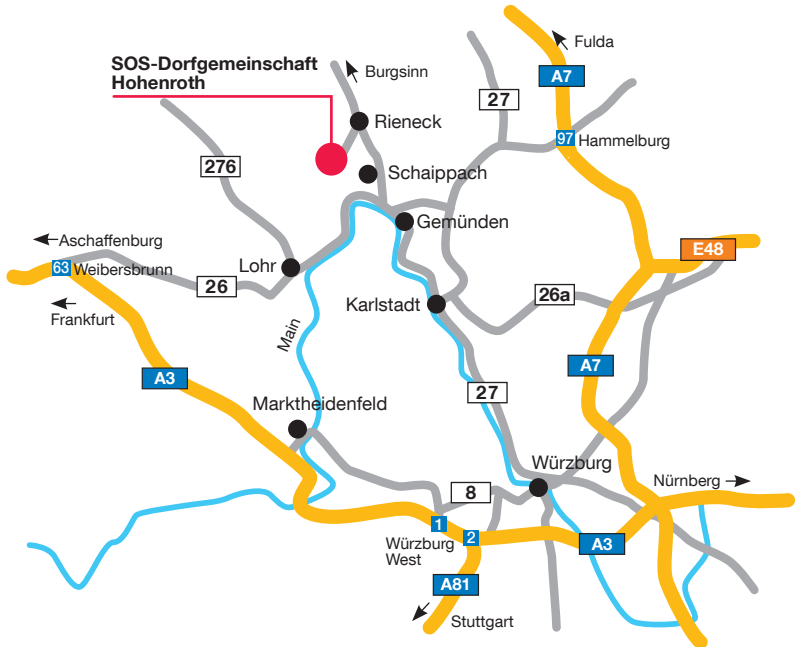 Fulda
SOS-Dorfgemeinschaft
Hohenroth
Burgsinn
A7
27
Rieneck
97 Hammelburg
276
Schaippach
Gemünden
Aschaffenburg
E48
63 Weibersbrunn
Lohr
26
26a
Karlstadt
Frankfurt
Main
A3
A7
27
Marktheidenfeld
Würzburg
Nürnberg
8
1
2
Würzburg
West
A3
A81
Stuttgart